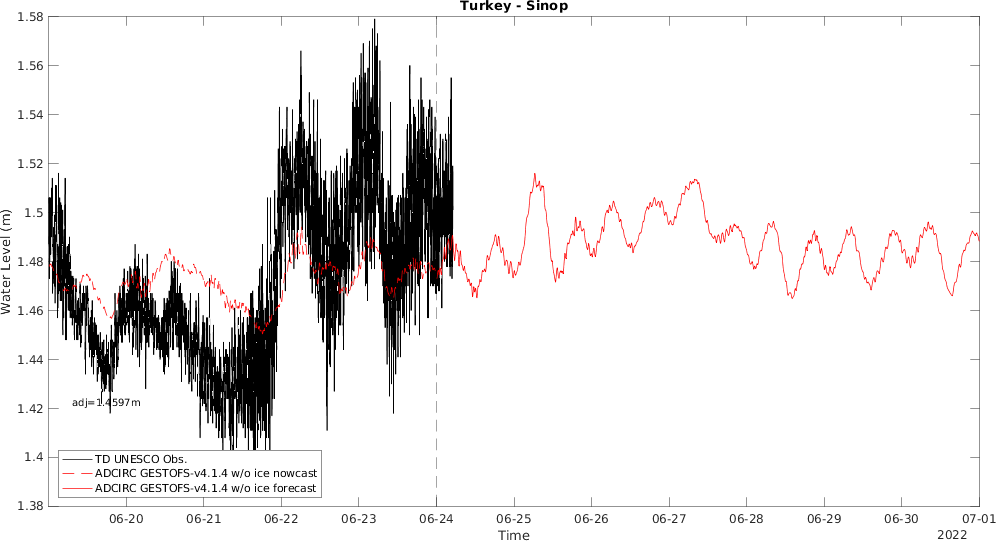 Turkey - Sinop
1.58
1.56
1.54
1.52
1.5
1.48
1.46
1.44
1.42
1.4
1.38
Water Level (m)
adj=1.4597m
TD UNESCO Obs.
ADCIRC GESTOFS-v4.1.4 w/o ice nowcast
ADCIRC GESTOFS-v4.1.4 w/o ice forecast
06-20 06-21 06-22 06-23 06-24 06-25 06-26 06-27 06-28 06-29 06-30 07-01
Time
2022